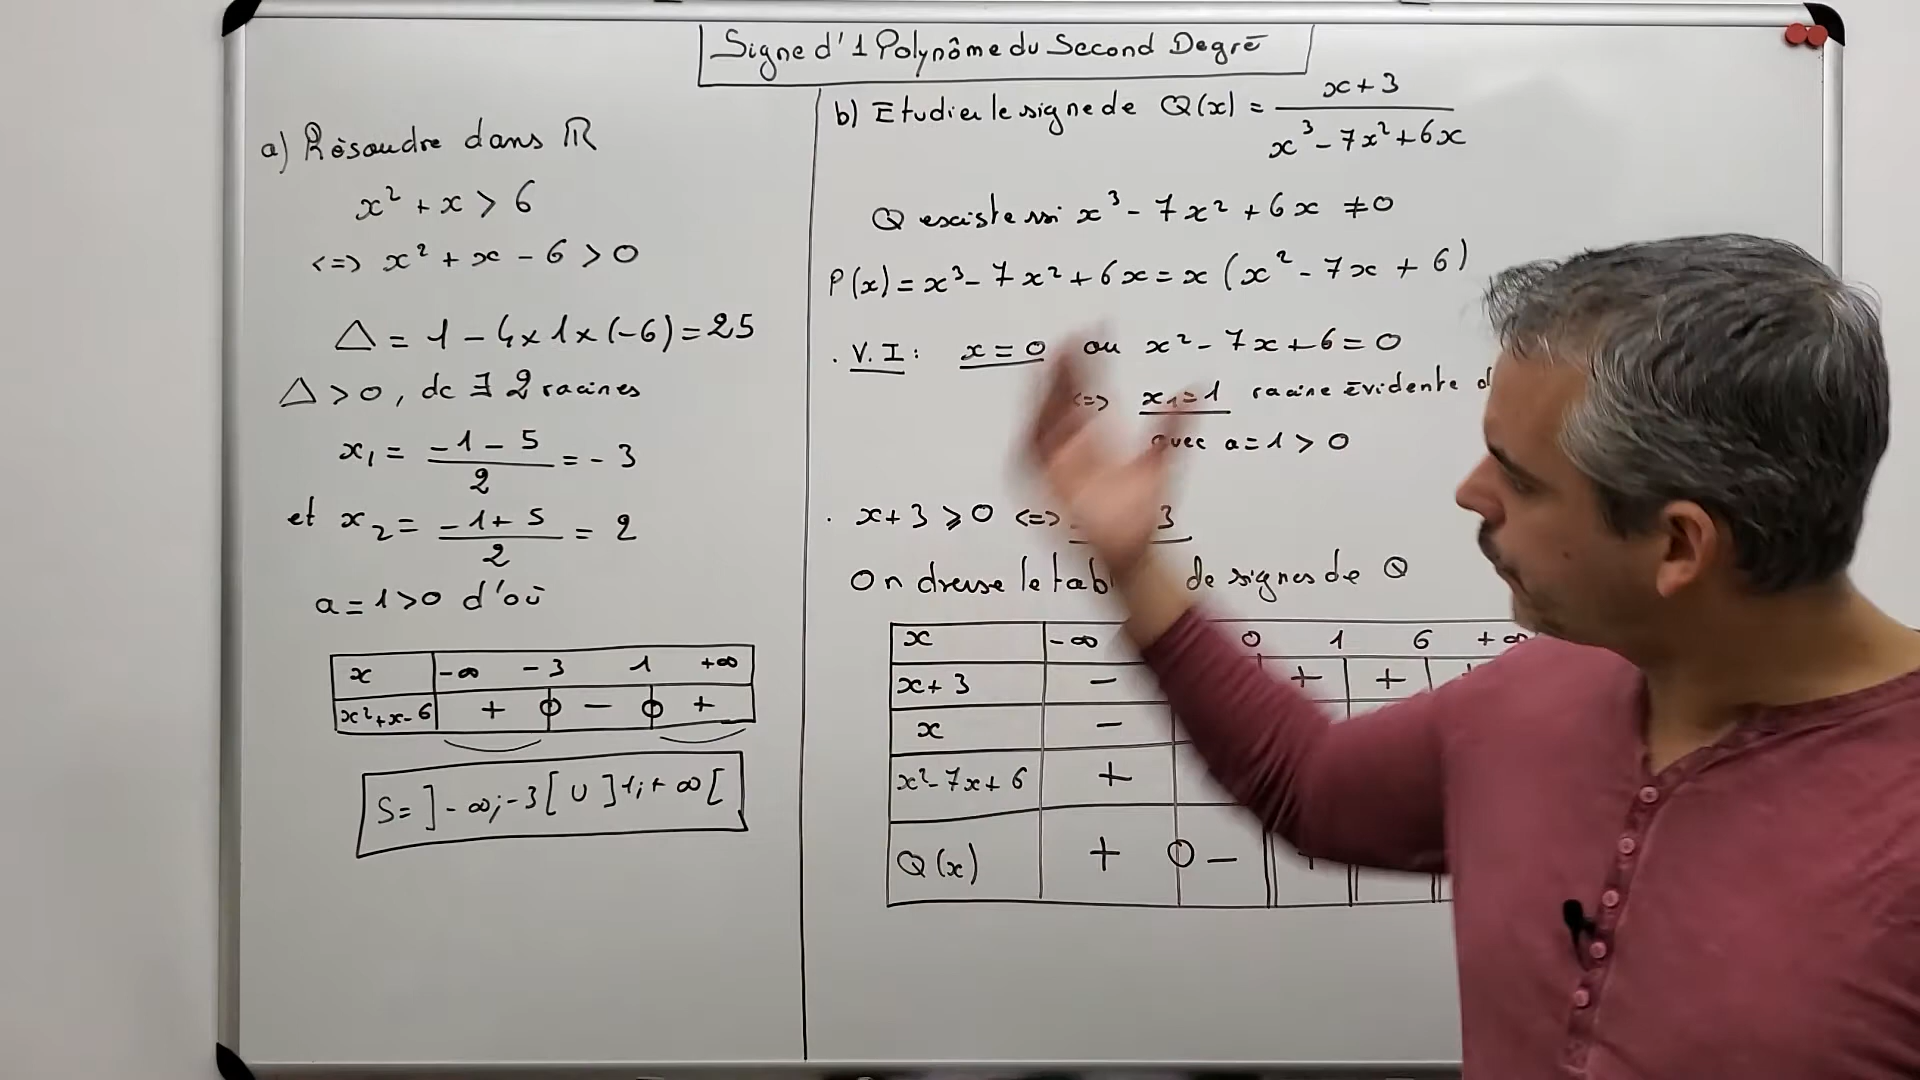 Signe d'1 Polynôme du Second Degré
a) Résoudre dans ℝ
x² + x > 6
<=> x² + x - 6 > 0
Δ = 1 - 4 x 1 x (-6) = 25
Δ > 0, dc ∃ 2 racines
x₁ = (-1 - 5)/2 = -3
et x₂ = (-1 + 5)/2 = 2
a = 1 > 0 d'où
x | -∞ -3 1 +∞
x²+x-6 | + 0 - 0 +
S = ]-∞; -3[ ∪ ]1; +∞[
b) Etudier le signe de Q(x) = (x+3)/(x³ - 7x² + 6x)
Q existe ssi x³ - 7x² + 6x ≠ 0
P(x) = x³ - 7x² + 6x = x (x² - 7x + 6)
. V.I : x = 0 ou x² - 7x + 6 = 0
<=> x₁ = 1 racine évidente
avec a = 1 > 0
. x + 3 ⩾ 0 <=> 3
On dresse le de signes de Q
x | -∞ 0 1 6 +∞
x+3 | - + +
x | -
x²-7x+6 | +
Q(x) | + 0 - +